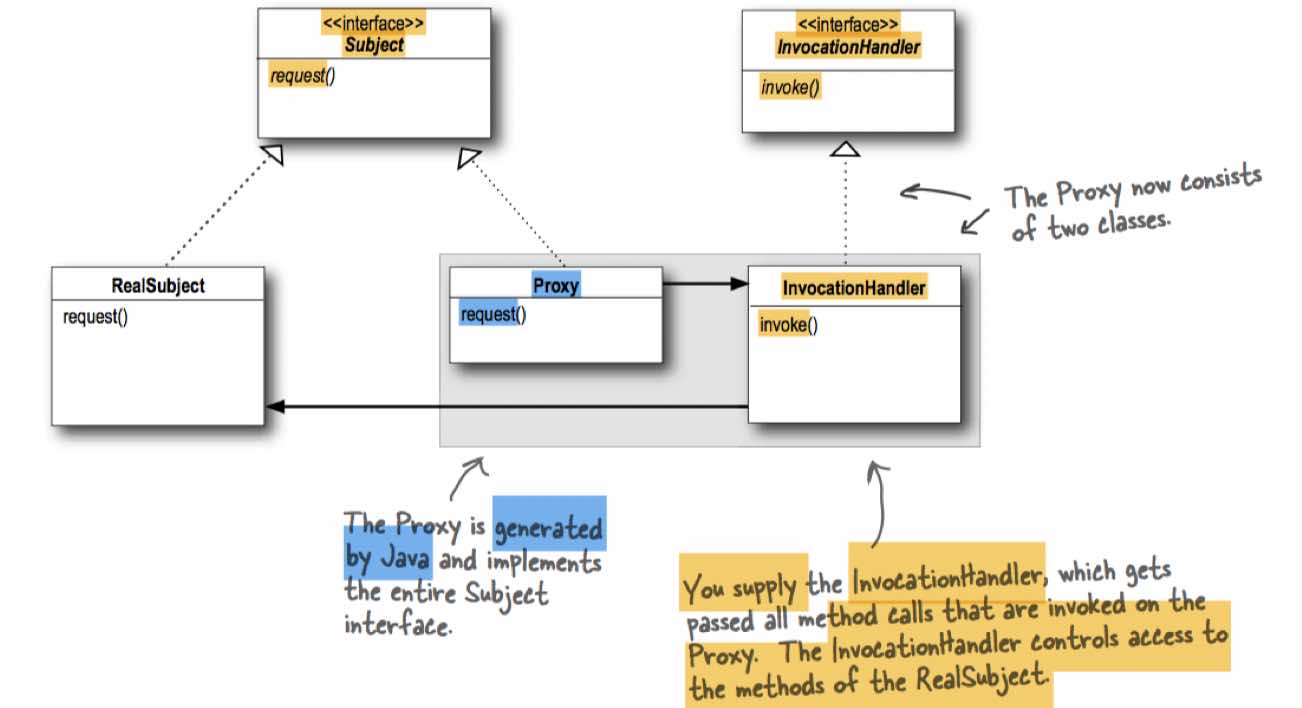 <<interface>>
Subject
request()
<<interface>>
InvocationHandler
invoke()
The Proxy now consists
of two classes.
RealSubject
request()
Proxy
request()
InvocationHandler
invoke()
The Proxy is generated
by Java and implements
the entire Subject
interface.
You supply the InvocationHandler, which gets
passed all method calls that are invoked on the
Proxy. The InvocationHandler controls access to
the methods of the RealSubject.